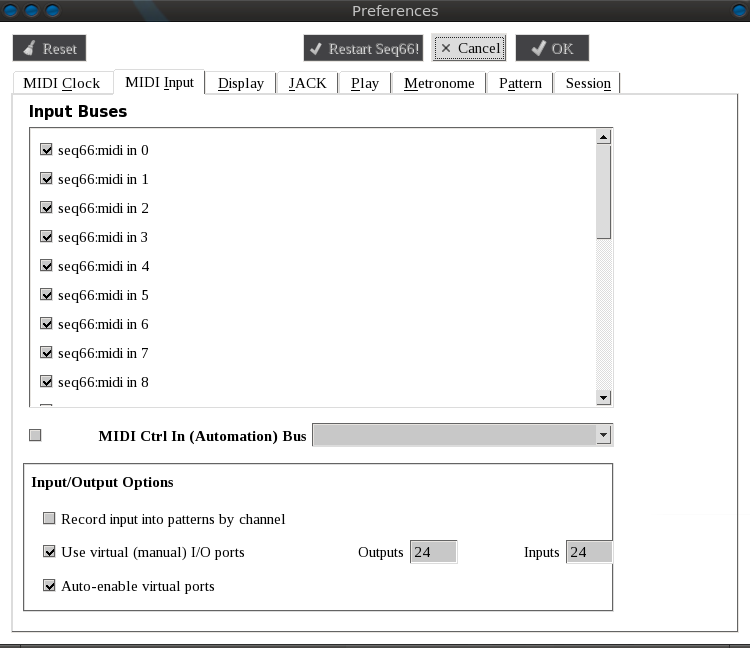 Preferences
Reset Restart Seq66! Cancel OK
MIDI Clock MIDI Input Display JACK Play Metronome Pattern Session
Input Buses
seq66:midi in 0
seq66:midi in 1
seq66:midi in 2
seq66:midi in 3
seq66:midi in 4
seq66:midi in 5
seq66:midi in 6
seq66:midi in 7
seq66:midi in 8
MIDI Ctrl In (Automation) Bus
Input/Output Options
Record input into patterns by channel
Use virtual (manual) I/O ports Outputs 24 Inputs 24
Auto-enable virtual ports